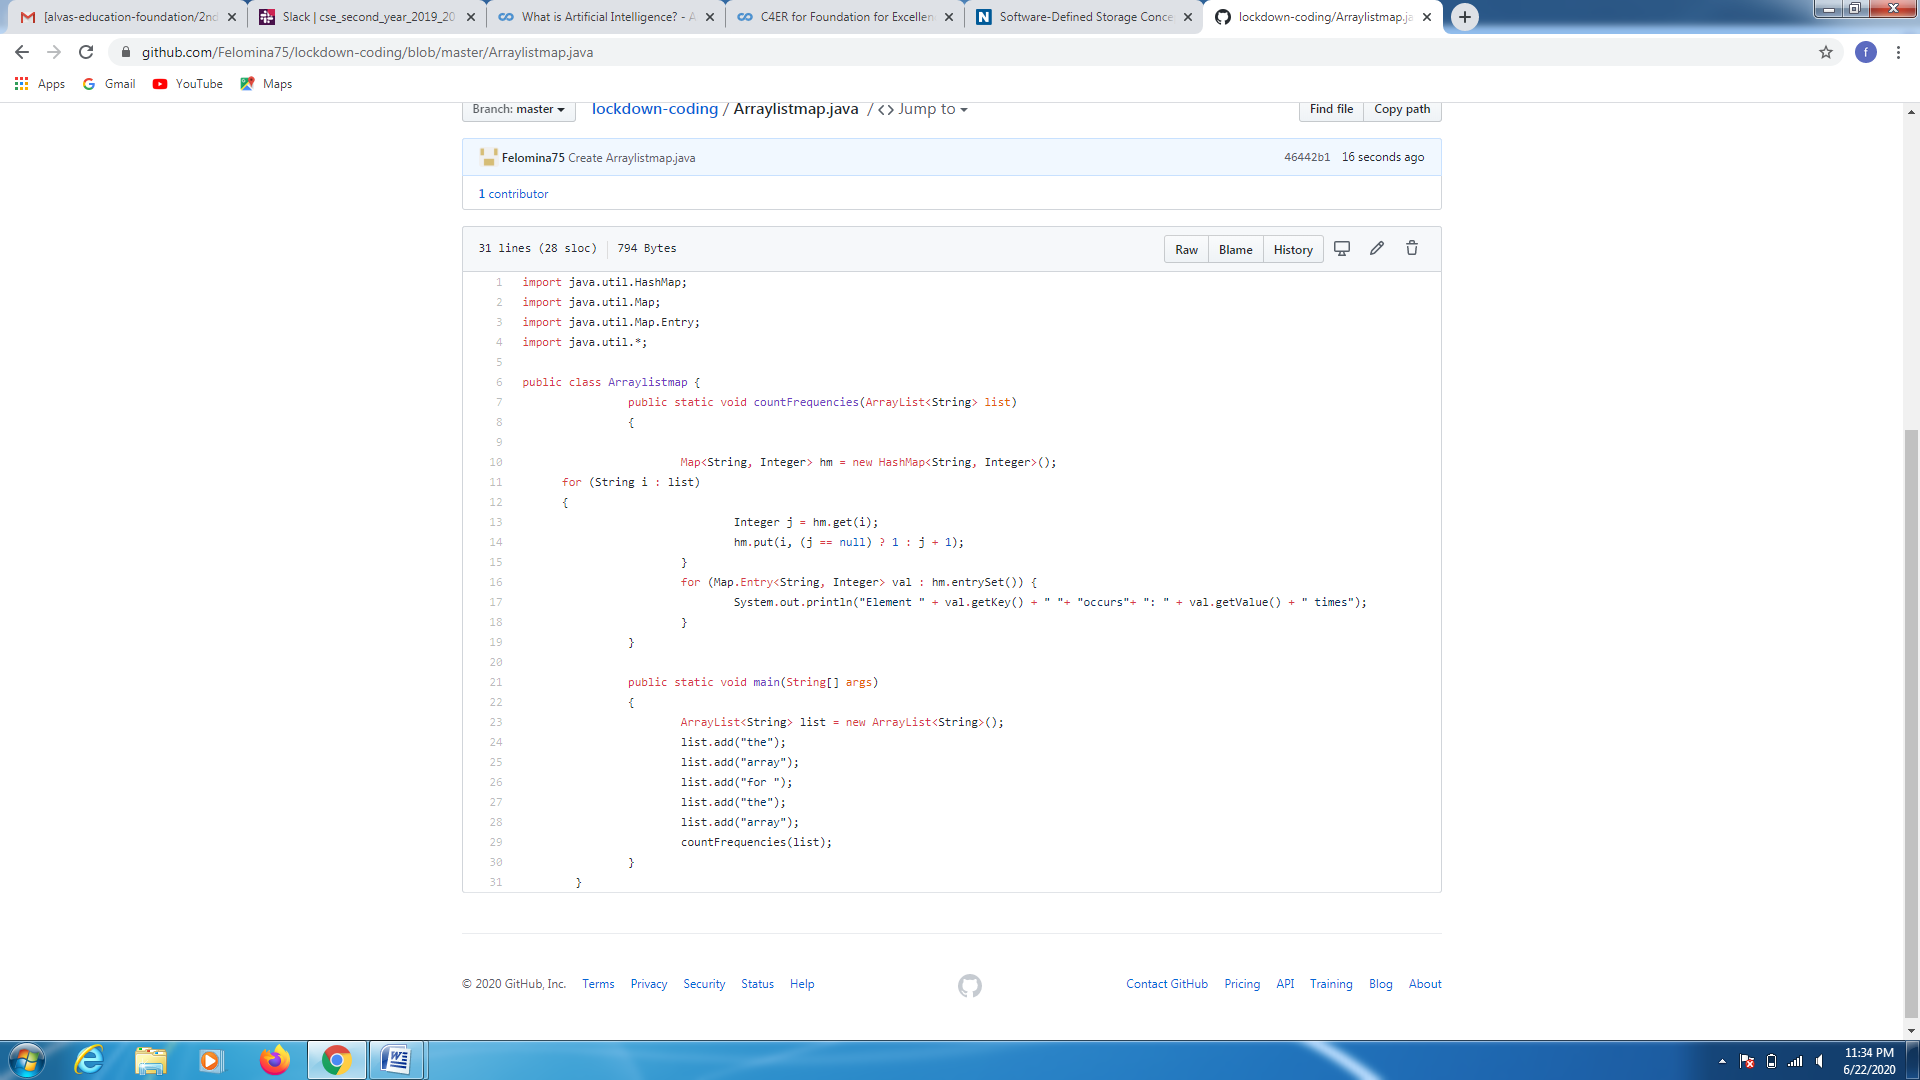 [alvas-education-foundation/2nd
Slack | cse_second_year_2019_20
What is Artificial Intelligence? - A
C4ER for Foundation for Excellen
Software-Defined Storage Conce
lockdown-coding/Arraylistmap.ja
github.com/Felomina75/lockdown-coding/blob/master/Arraylistmap.java
f
Apps Gmail YouTube Maps
Branch: master lockdown-coding / Arraylistmap.java / <> Jump to Find file Copy path
Felomina75 Create Arraylistmap.java 46442b1 16 seconds ago
1 contributor
31 lines (28 sloc) 794 Bytes Raw Blame History
1 import java.util.HashMap;
2 import java.util.Map;
3 import java.util.Map.Entry;
4 import java.util.*;
5
6 public class Arraylistmap {
7 public static void countFrequencies(ArrayList<String> list)
8 {
9
10 Map<String, Integer> hm = new HashMap<String, Integer>();
11 for (String i : list)
12 {
13 Integer j = hm.get(i);
14 hm.put(i, (j == null) ? 1 : j + 1);
15 }
16 for (Map.Entry<String, Integer> val : hm.entrySet()) {
17 System.out.println("Element " + val.getKey() + " "+ "occurs"+ ": " + val.getValue() + " times");
18 }
19 }
20
21 public static void main(String[] args)
22 {
23 ArrayList<String> list = new ArrayList<String>();
24 list.add("the");
25 list.add("array");
26 list.add("for ");
27 list.add("the");
28 list.add("array");
29 countFrequencies(list);
30 }
31 }
© 2020 GitHub, Inc. Terms Privacy Security Status Help Contact GitHub Pricing API Training Blog About
11:34 PM
6/22/2020